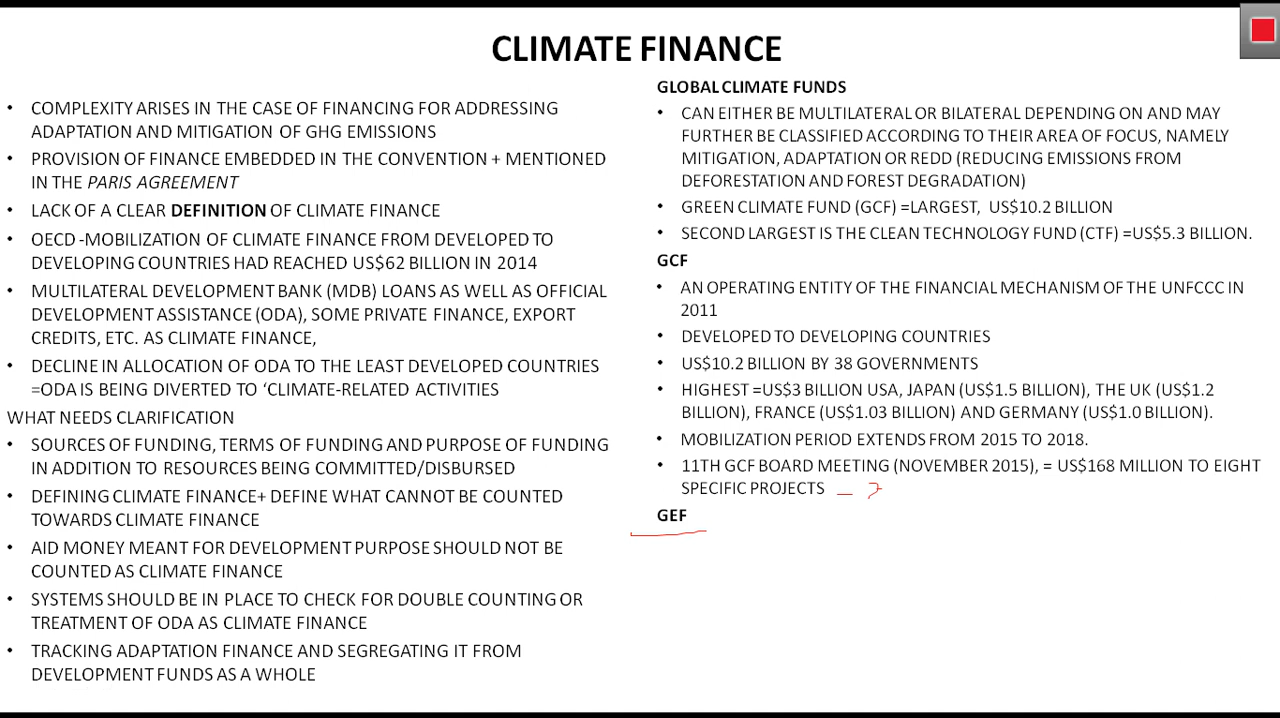 CLIMATE FINANCE
• COMPLEXITY ARISES IN THE CASE OF FINANCING FOR ADDRESSING
ADAPTATION AND MITIGATION OF GHG EMISSIONS
• PROVISION OF FINANCE EMBEDDED IN THE CONVENTION + MENTIONED
IN THE PARIS AGREEMENT
• LACK OF A CLEAR DEFINITION OF CLIMATE FINANCE
• OECD -MOBILIZATION OF CLIMATE FINANCE FROM DEVELOPED TO
DEVELOPING COUNTRIES HAD REACHED US$62 BILLION IN 2014
• MULTILATERAL DEVELOPMENT BANK (MDB) LOANS AS WELL AS OFFICIAL
DEVELOPMENT ASSISTANCE (ODA), SOME PRIVATE FINANCE, EXPORT
CREDITS, ETC. AS CLIMATE FINANCE,
• DECLINE IN ALLOCATION OF ODA TO THE LEAST DEVELOPED COUNTRIES
=ODA IS BEING DIVERTED TO ‘CLIMATE-RELATED ACTIVITIES
WHAT NEEDS CLARIFICATION
• SOURCES OF FUNDING, TERMS OF FUNDING AND PURPOSE OF FUNDING
IN ADDITION TO RESOURCES BEING COMMITTED/DISBURSED
• DEFINING CLIMATE FINANCE+ DEFINE WHAT CANNOT BE COUNTED
TOWARDS CLIMATE FINANCE
• AID MONEY MEANT FOR DEVELOPMENT PURPOSE SHOULD NOT BE
COUNTED AS CLIMATE FINANCE
• SYSTEMS SHOULD BE IN PLACE TO CHECK FOR DOUBLE COUNTING OR
TREATMENT OF ODA AS CLIMATE FINANCE
• TRACKING ADAPTATION FINANCE AND SEGREGATING IT FROM
DEVELOPMENT FUNDS AS A WHOLE
GLOBAL CLIMATE FUNDS
• CAN EITHER BE MULTILATERAL OR BILATERAL DEPENDING ON AND MAY
FURTHER BE CLASSIFIED ACCORDING TO THEIR AREA OF FOCUS, NAMELY
MITIGATION, ADAPTATION OR REDD (REDUCING EMISSIONS FROM
DEFORESTATION AND FOREST DEGRADATION)
• GREEN CLIMATE FUND (GCF) =LARGEST, US$10.2 BILLION
• SECOND LARGEST IS THE CLEAN TECHNOLOGY FUND (CTF) =US$5.3 BILLION.
GCF
• AN OPERATING ENTITY OF THE FINANCIAL MECHANISM OF THE UNFCCC IN
2011
• DEVELOPED TO DEVELOPING COUNTRIES
• US$10.2 BILLION BY 38 GOVERNMENTS
• HIGHEST =US$3 BILLION USA, JAPAN (US$1.5 BILLION), THE UK (US$1.2
BILLION), FRANCE (US$1.03 BILLION) AND GERMANY (US$1.0 BILLION).
• MOBILIZATION PERIOD EXTENDS FROM 2015 TO 2018.
• 11TH GCF BOARD MEETING (NOVEMBER 2015), = US$168 MILLION TO EIGHT
SPECIFIC PROJECTS
GEF